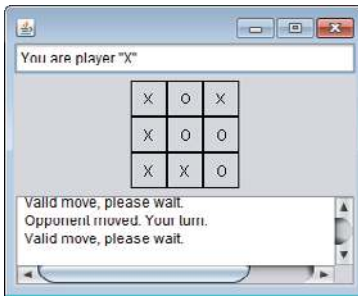 You are player "X"
X O X
X O O
X X O
Valid move, please wait.
Opponent moved. Your turn.
Valid move, please wait.